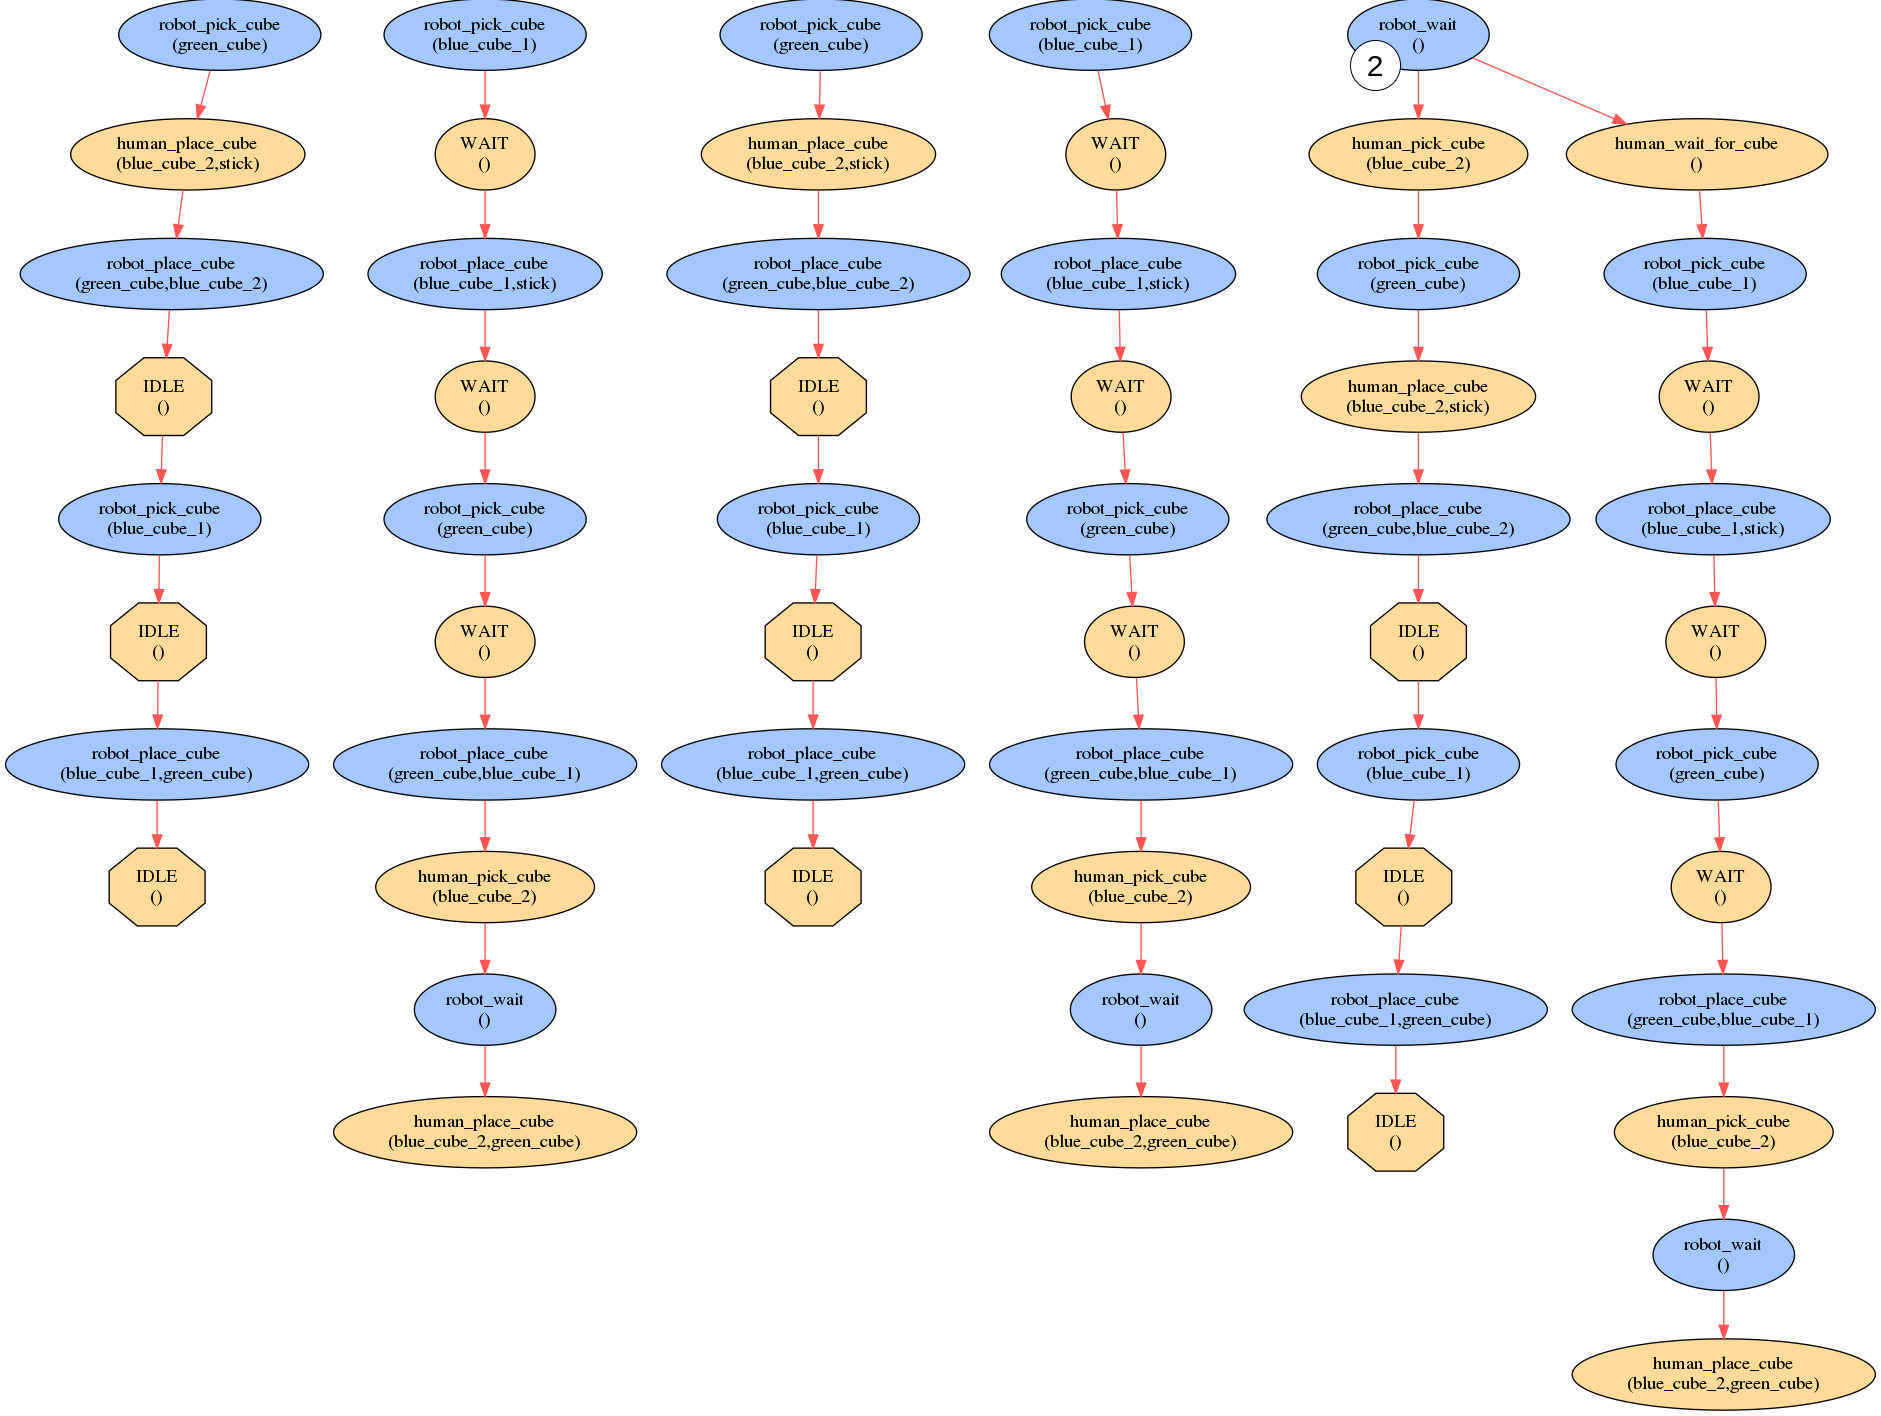 robot_pick_cube
(green_cube)
human_place_cube
(blue_cube_2,stick)
robot_place_cube
(green_cube,blue_cube_2)
IDLE
()
robot_pick_cube
(blue_cube_1)
IDLE
()
robot_place_cube
(blue_cube_1,green_cube)
IDLE
()
robot_pick_cube
(blue_cube_1)
WAIT
()
robot_place_cube
(blue_cube_1,stick)
WAIT
()
robot_pick_cube
(green_cube)
WAIT
()
robot_place_cube
(green_cube,blue_cube_1)
human_pick_cube
(blue_cube_2)
robot_wait
()
human_place_cube
(blue_cube_2,green_cube)
robot_pick_cube
(green_cube)
human_place_cube
(blue_cube_2,stick)
robot_place_cube
(green_cube,blue_cube_2)
IDLE
()
robot_pick_cube
(blue_cube_1)
IDLE
()
robot_place_cube
(blue_cube_1,green_cube)
IDLE
()
robot_pick_cube
(blue_cube_1)
WAIT
()
robot_place_cube
(blue_cube_1,stick)
WAIT
()
robot_pick_cube
(green_cube)
WAIT
()
robot_place_cube
(green_cube,blue_cube_1)
human_pick_cube
(blue_cube_2)
robot_wait
()
human_place_cube
(blue_cube_2,green_cube)
robot_wait
()
2
human_pick_cube
(blue_cube_2)
robot_pick_cube
(green_cube)
human_place_cube
(blue_cube_2,stick)
robot_place_cube
(green_cube,blue_cube_2)
IDLE
()
robot_pick_cube
(blue_cube_1)
IDLE
()
robot_place_cube
(blue_cube_1,green_cube)
IDLE
()
human_wait_for_cube
()
robot_pick_cube
(blue_cube_1)
WAIT
()
robot_place_cube
(blue_cube_1,stick)
WAIT
()
robot_pick_cube
(green_cube)
WAIT
()
robot_place_cube
(green_cube,blue_cube_1)
human_pick_cube
(blue_cube_2)
robot_wait
()
human_place_cube
(blue_cube_2,green_cube)